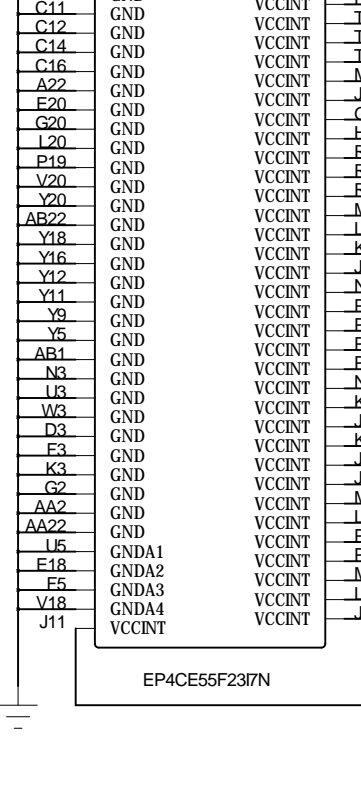 VCCINT
C11 GND VCCINT
C12 GND VCCINT
C14 GND VCCINT
C16 GND VCCINT
A22 GND VCCINT
E20 GND VCCINT
G20 GND VCCINT
L20 GND VCCINT
P19 GND VCCINT
V20 GND VCCINT
Y20 GND VCCINT
AB22 GND VCCINT
Y18 GND VCCINT
Y16 GND VCCINT
Y12 GND VCCINT
Y11 GND VCCINT
Y9 GND VCCINT
Y5 GND VCCINT
AB1 GND VCCINT
N3 GND VCCINT
U3 GND VCCINT
W3 GND VCCINT
D3 GND VCCINT
F3 GND VCCINT
K3 GND VCCINT
G2 GND VCCINT
AA2 GND VCCINT
AA22 GND VCCINT
U5 GNDA1 VCCINT
E18 GNDA2 VCCINT
F5 GNDA3 VCCINT
V18 GNDA4 VCCINT
J11 VCCINT
EP4CE55F23I7N